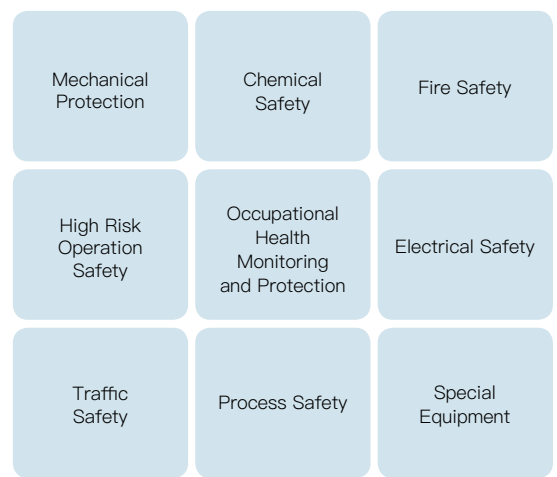 Mechanical
Protection
Chemical
Safety
Fire Safety
High Risk
Operation
Safety
Occupational
Health
Monitoring
and Protection
Electrical Safety
Traffic
Safety
Process Safety
Special
Equipment